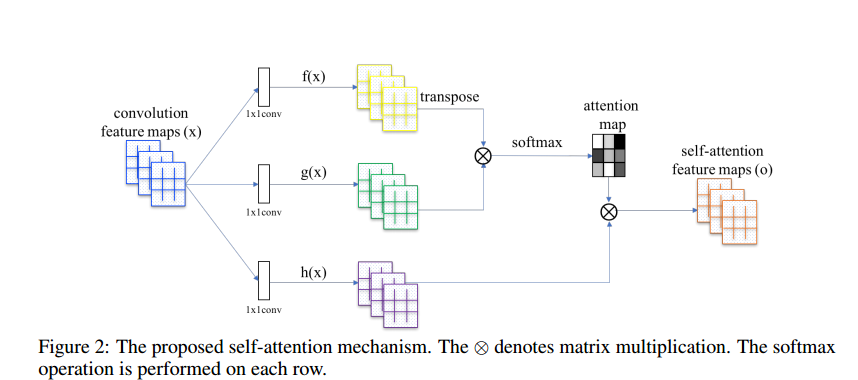 convolution
feature maps (x)
f(x)
1x1conv
transpose
g(x)
1x1conv
softmax
attention
map
self-attention
feature maps (o)
h(x)
1x1conv
Figure 2: The proposed self-attention mechanism. The ⊗ denotes matrix multiplication. The softmax
operation is performed on each row.